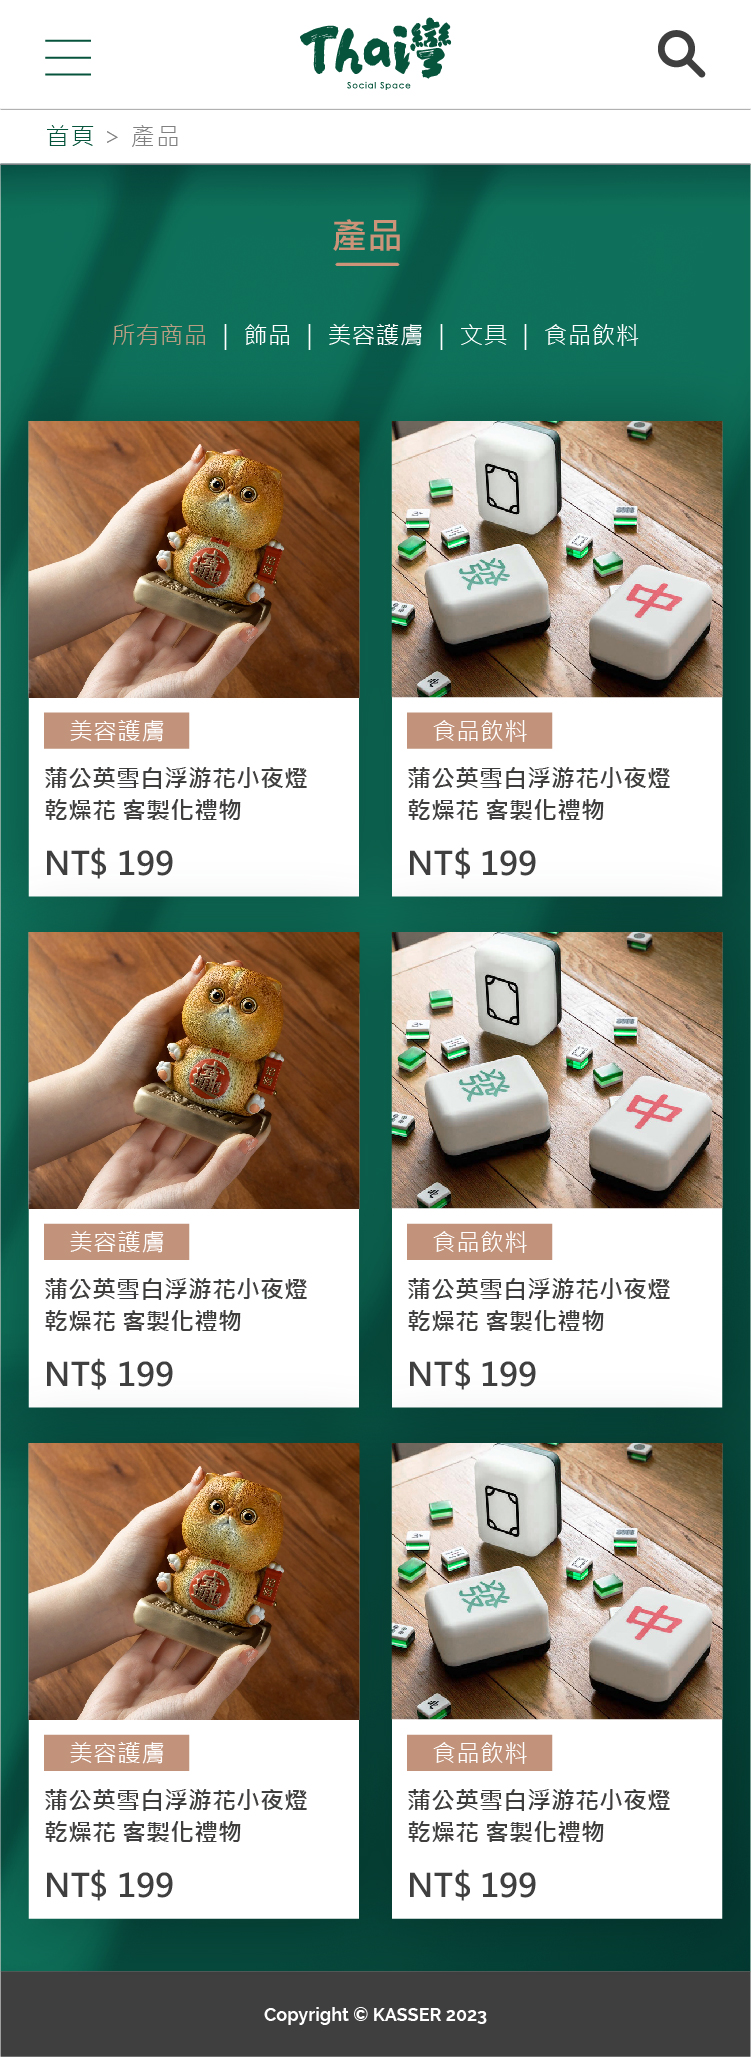 Thai灣
Social Space
首頁 > 產品
產品
所有商品 | 飾品 | 美容護膚 | 文具 | 食品飲料
發
中
美容護膚
蒲公英雪白浮游花小夜燈
乾燥花 客製化禮物
NT$ 199
食品飲料
蒲公英雪白浮游花小夜燈
乾燥花 客製化禮物
NT$ 199
發
中
美容護膚
蒲公英雪白浮游花小夜燈
乾燥花 客製化禮物
NT$ 199
食品飲料
蒲公英雪白浮游花小夜燈
乾燥花 客製化禮物
NT$ 199
發
中
美容護膚
蒲公英雪白浮游花小夜燈
乾燥花 客製化禮物
NT$ 199
食品飲料
蒲公英雪白浮游花小夜燈
乾燥花 客製化禮物
NT$ 199
Copyright © KASSER 2023